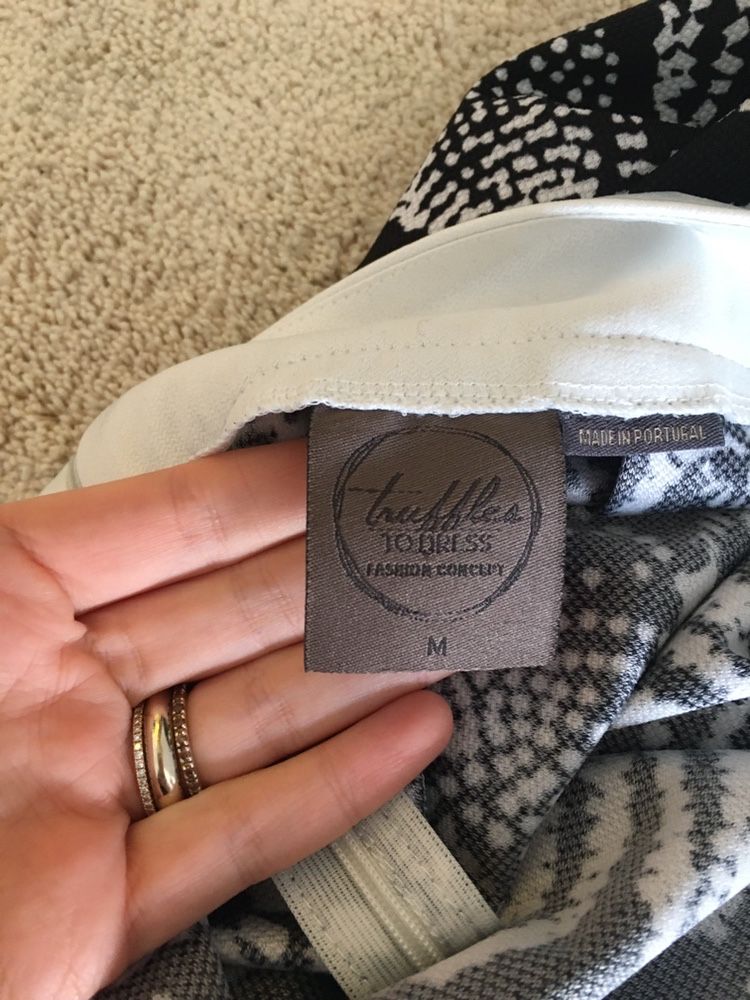 truffles
TO DRESS
FASHION CONCEPT
M
MADE IN PORTUGAL